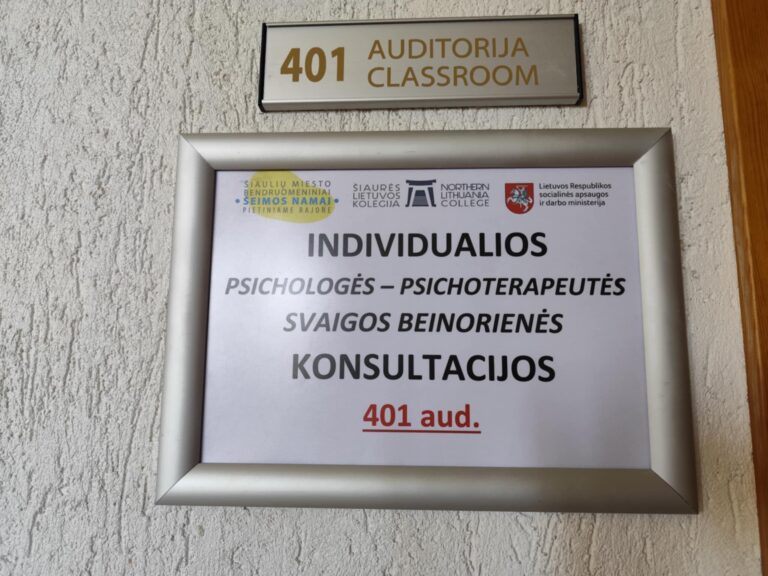 401 AUDITORIJA
CLASSROOM
ŠIAULIŲ MIESTO
BENDRUOMENINIAI
•ŠEIMOS NAMAI•
PIETINIAME RAJONE
ŠIAURĖS
LIETUVOS
KOLEGIJA
NORTHERN
LITHUANIA
COLLEGE
Lietuvos Respublikos
socialinės apsaugos
ir darbo ministerija
INDIVIDUALIOS
PSICHOLOGĖS – PSICHOTERAPEUTĖS
SVAIGOS BEINORIENĖS
KONSULTACIJOS
401 aud.